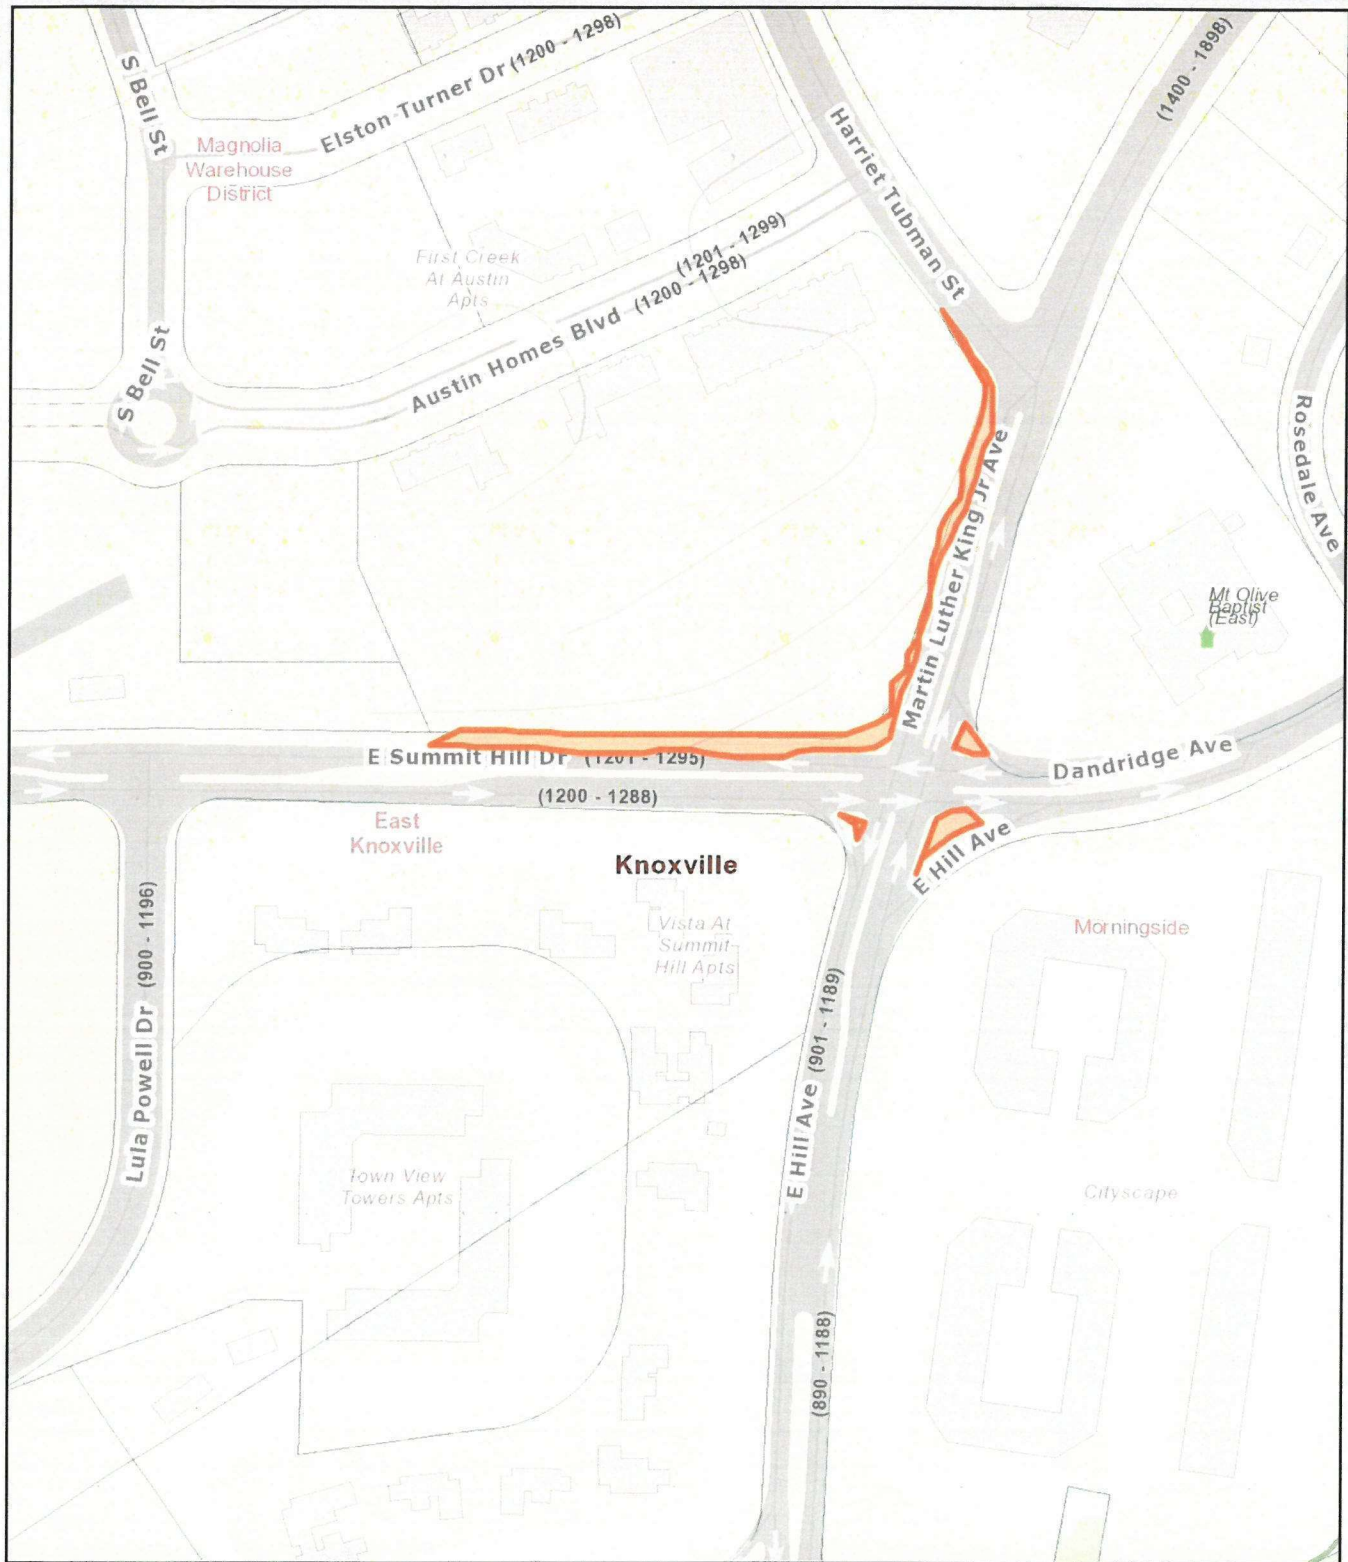 S Bell St
Elston Turner Dr (1200 - 1298)
(1400 - 1898)
Magnolia
Warehouse
District
Harriet Tubman St
First Creek
At Austin
Apts
(1201 - 1299)
(1200 - 1298)
Austin Homes Blvd
S Bell St
Rosedale Ave
Martin Luther King Jr Ave
Mt Olive
Baptist
(East)
E Summit Hill Dr (1201 - 1295)
Dandridge Ave
(1200 - 1288)
East
Knoxville
Knoxville
E Hill Ave
Vista At
Summit
Hill Apts
Morningside
Lula Powell Dr (900 - 1196)
E Hill Ave (901 - 1189)
Town View
Towers Apts
Cityscape
(890 - 1188)